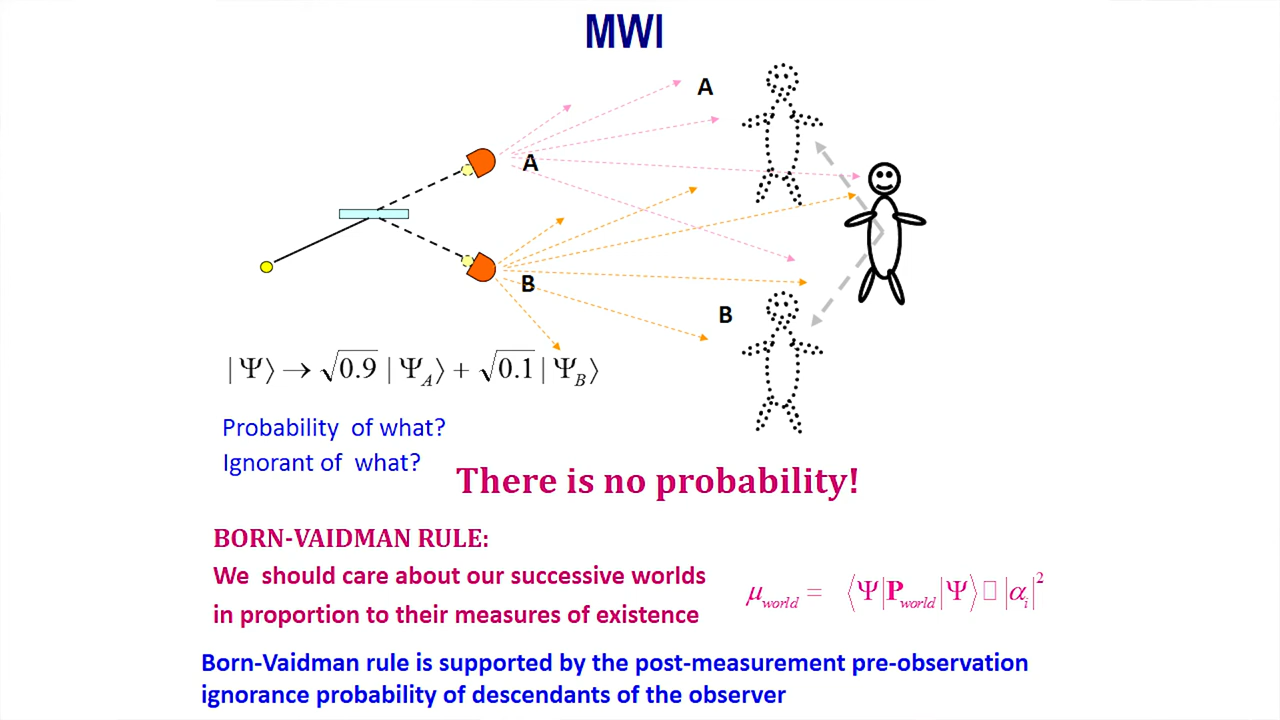 MWI
A
A
B
B
|Ψ⟩ → √0.9 |Ψ_A⟩ + √0.1 |Ψ_B⟩
Probability of what?
Ignorant of what?
There is no probability!
BORN-VAIDMAN RULE:
We should care about our successive worlds
in proportion to their measures of existence
μ_world = ⟨Ψ|P_world|Ψ⟩ □ |α_i|²
Born-Vaidman rule is supported by the post-measurement pre-observation
ignorance probability of descendants of the observer